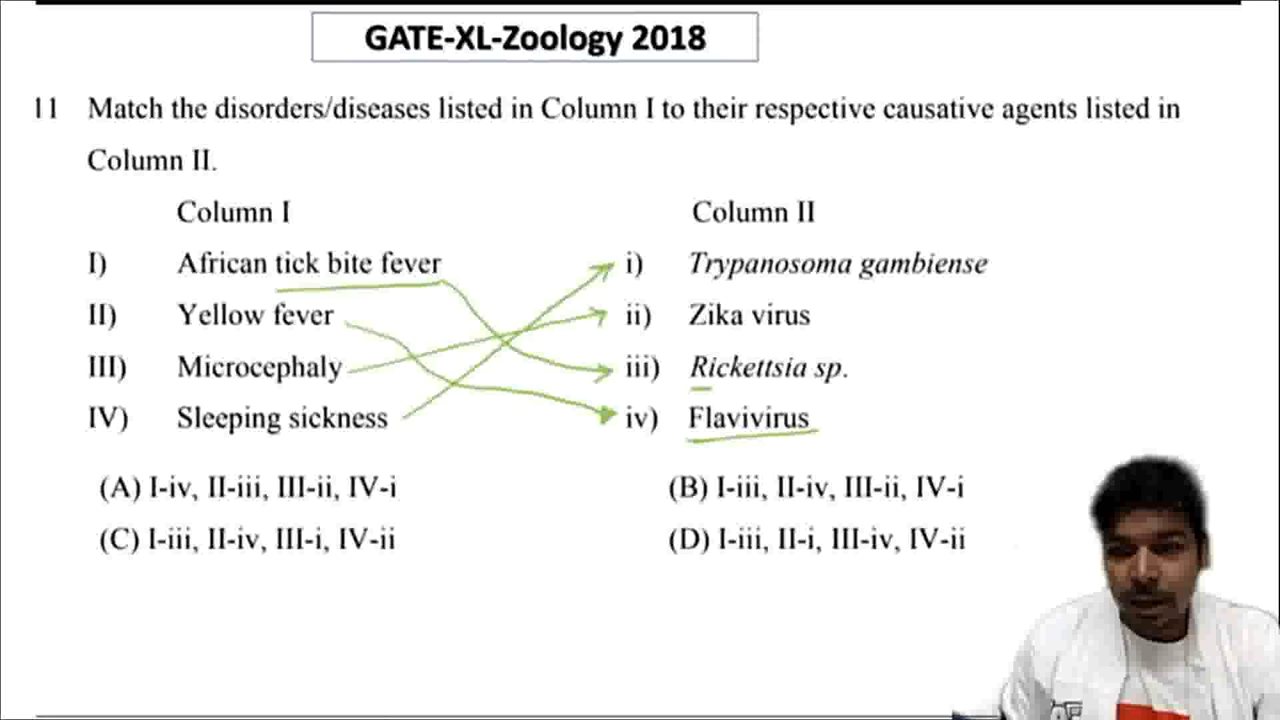 GATE-XL-Zoology 2018
11 Match the disorders/diseases listed in Column I to their respective causative agents listed in
Column II.
Column I Column II
I) African tick bite fever i) Trypanosoma gambiense
II) Yellow fever ii) Zika virus
III) Microcephaly iii) Rickettsia sp.
IV) Sleeping sickness iv) Flavivirus
(A) I-iv, II-iii, III-ii, IV-i (B) I-iii, II-iv, III-ii, IV-i
(C) I-iii, II-iv, III-i, IV-ii (D) I-iii, II-i, III-iv, IV-ii